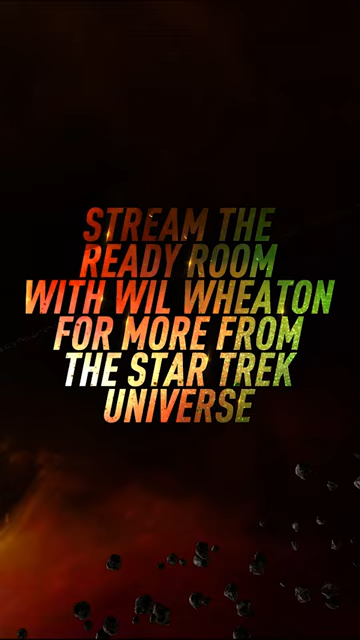 STREAM THE
READY ROOM
WITH WIL WHEATON
FOR MORE FROM
THE STAR TREK
UNIVERSE